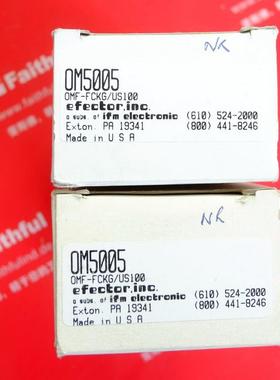 NR
OM5005
OMF-FCKG/US100
efector.inc.
a subs. of ifm electronic (610) 524-2000
Exton, PA 19341 (800) 441-8246
Made in U S A
NR
OM5005
OMF-FCKG/US100
efector.inc.
a subs. of ifm electronic (610) 524-2000
Exton, PA 19341 (800) 441-8246
Made in U S A
Faithful